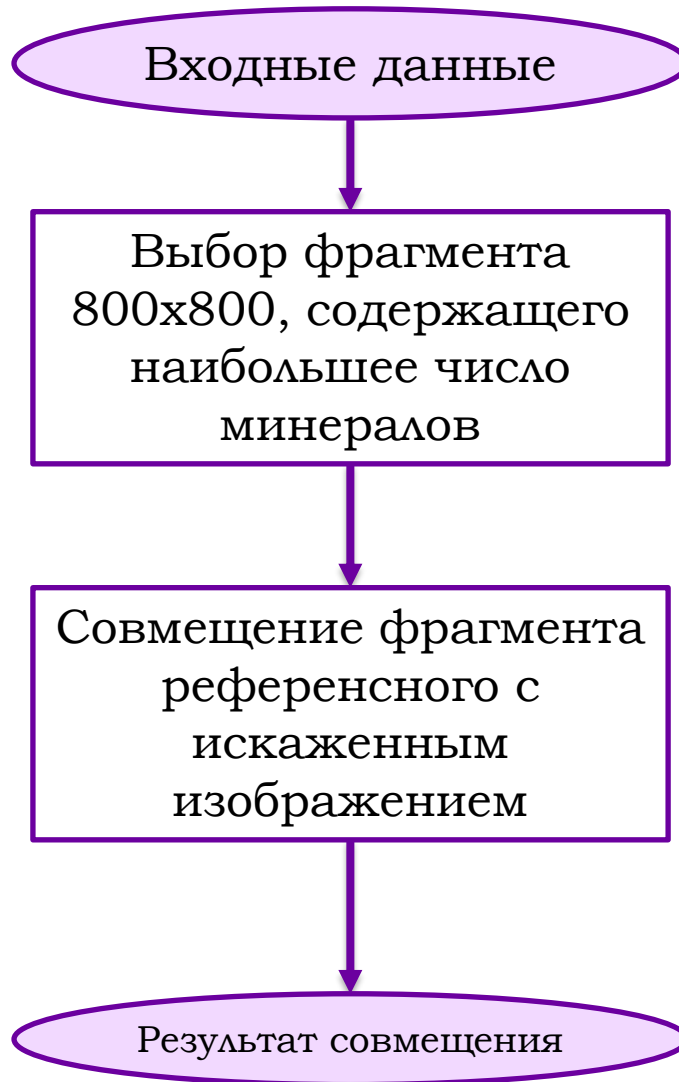 Входные данные
Выбор фрагмента
800x800, содержащего
наибольшее число
минералов
Совмещение фрагмента
референсного с
искаженным
изображением
Результат совмещения